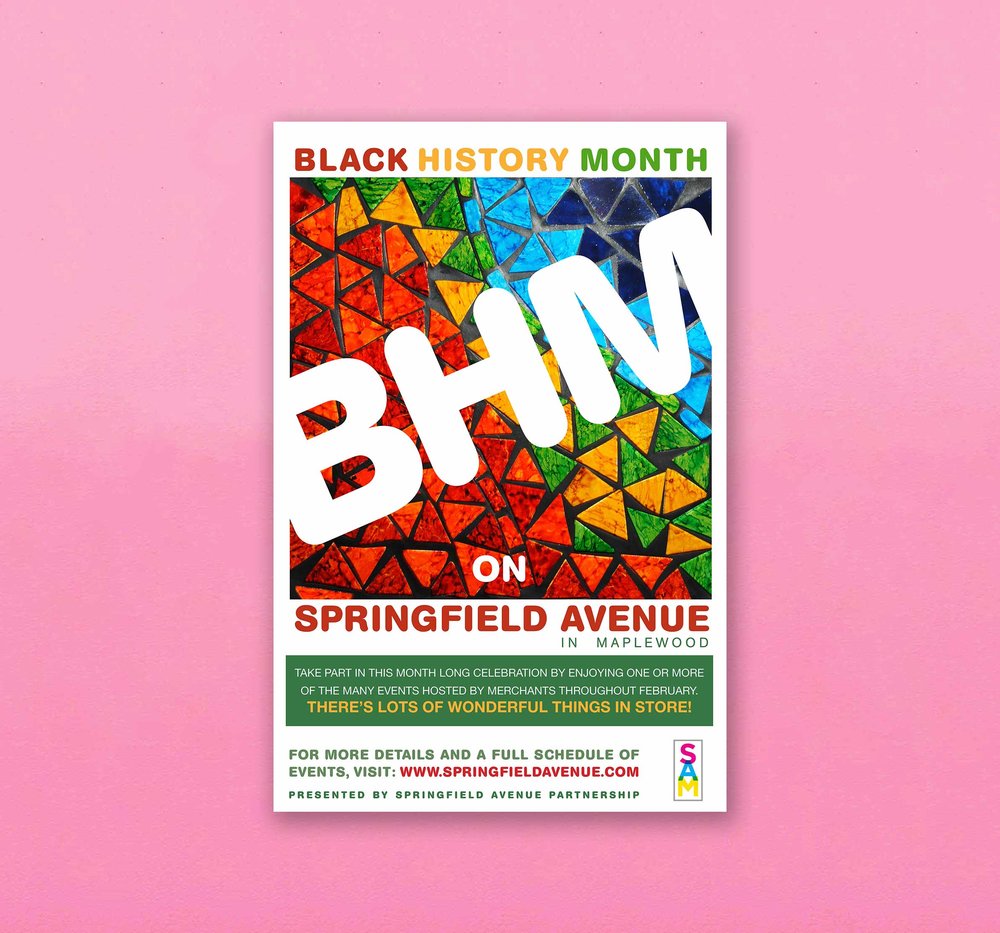 BLACK HISTORY MONTH
BHM
ON
SPRINGFIELD AVENUE
IN MAPLEWOOD
TAKE PART IN THIS MONTH LONG CELEBRATION BY ENJOYING ONE OR MORE
OF THE MANY EVENTS HOSTED BY MERCHANTS THROUGHOUT FEBRUARY.
THERE'S LOTS OF WONDERFUL THINGS IN STORE!
FOR MORE DETAILS AND A FULL SCHEDULE OF
EVENTS, VISIT: WWW.SPRINGFIELDAVENUE.COM
PRESENTED BY SPRINGFIELD AVENUE PARTNERSHIP
SAM